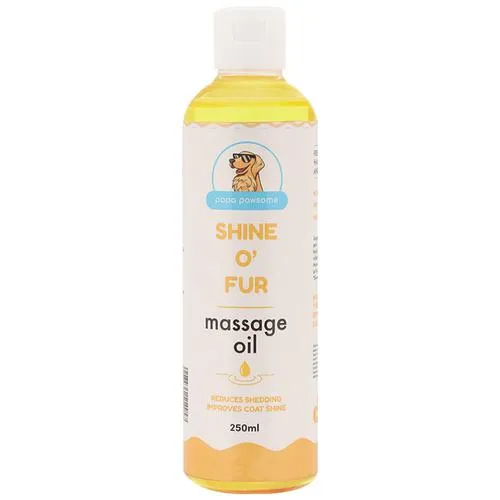 papa pawsome
SHINE
O'
FUR
massage
oil
REDUCES SHEDDING
IMPROVES COAT SHINE
250ml